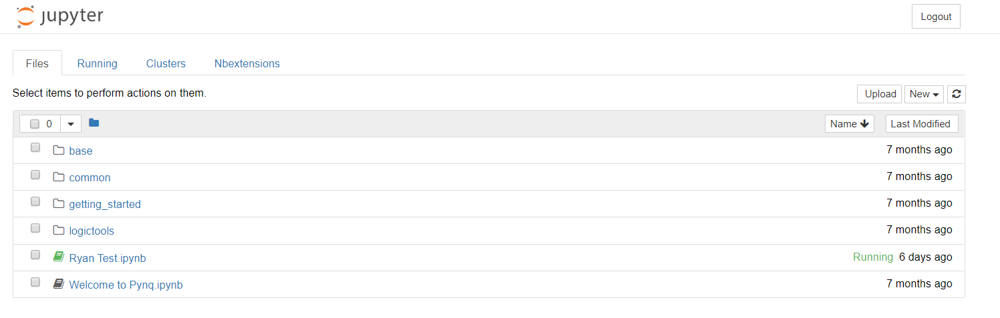 jupyter
Logout
Files Running Clusters Nbextensions
Select items to perform actions on them.
Upload New
0 Name Last Modified
base 7 months ago
common 7 months ago
getting_started 7 months ago
logictools 7 months ago
Ryan Test.ipynb Running 6 days ago
Welcome to Pynq.ipynb 7 months ago